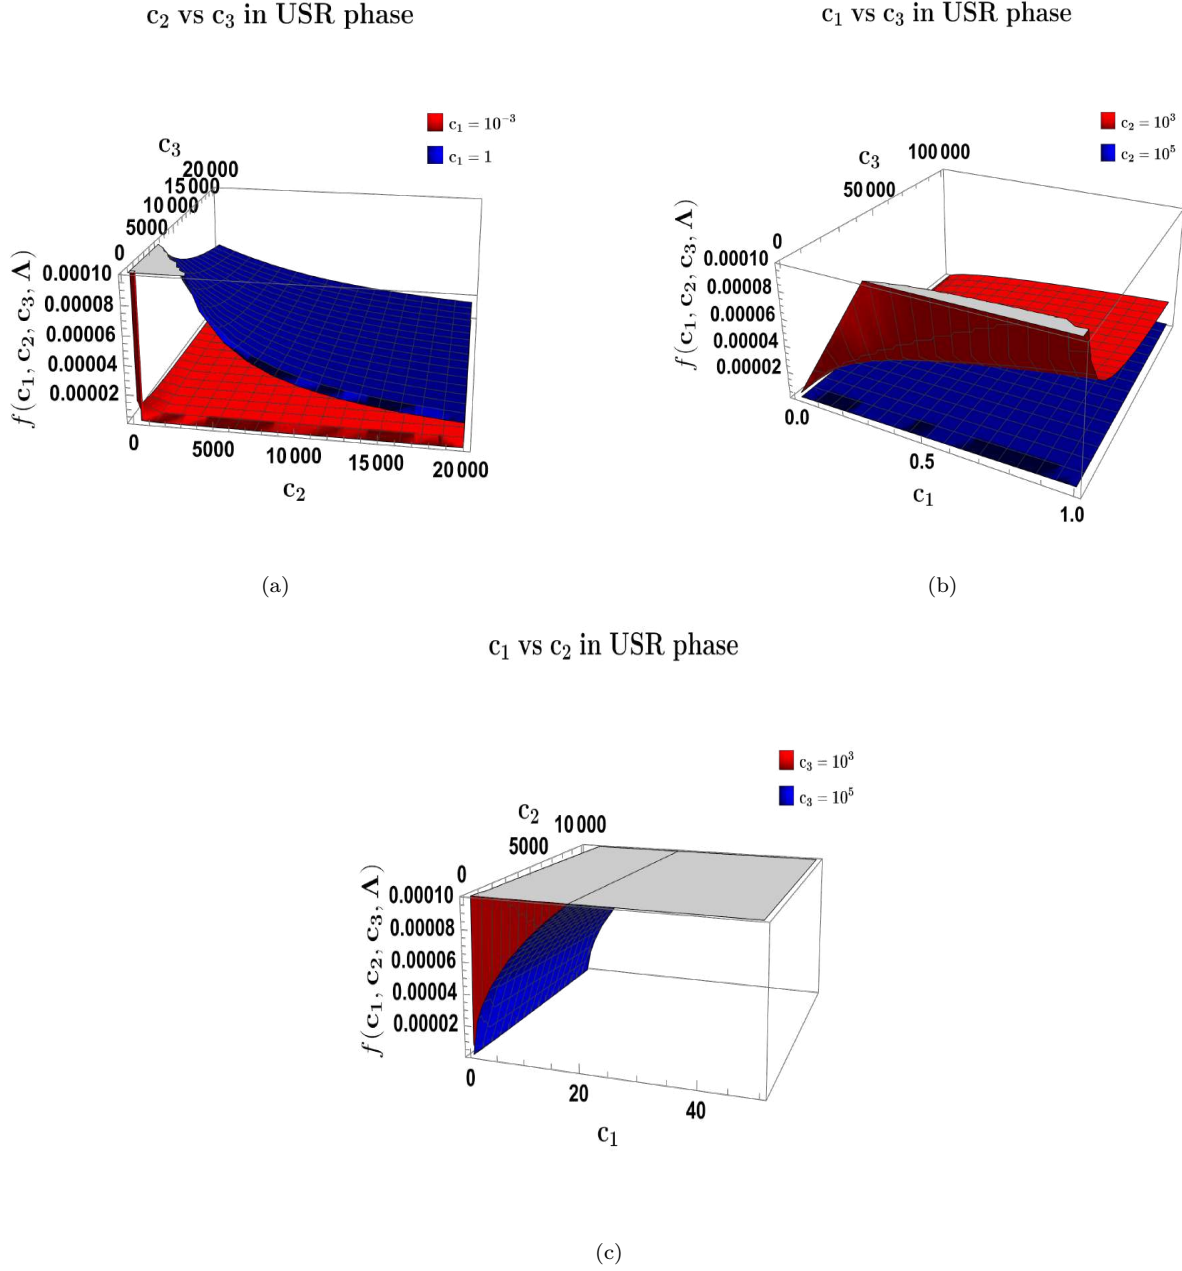 c₂ vs c₃ in USR phase
c₁ = 10⁻³
c₁ = 1
c₃
20 000
15 000
10 000
5000
0
f(c₁, c₂, c₃, Λ)
0.00010
0.00008
0.00006
0.00004
0.00002
0
5000
10 000
15 000
20 000
c₂
(a)
c₁ vs c₃ in USR phase
c₂ = 10³
c₂ = 10⁵
c₃
100 000
50 000
0
f(c₁, c₂, c₃, Λ)
0.00010
0.00008
0.00006
0.00004
0.00002
0.0
0.5
1.0
c₁
(b)
c₁ vs c₂ in USR phase
c₃ = 10³
c₃ = 10⁵
c₂
10 000
5000
0
f(c₁, c₂, c₃, Λ)
0.00010
0.00008
0.00006
0.00004
0.00002
0
20
40
c₁
(c)